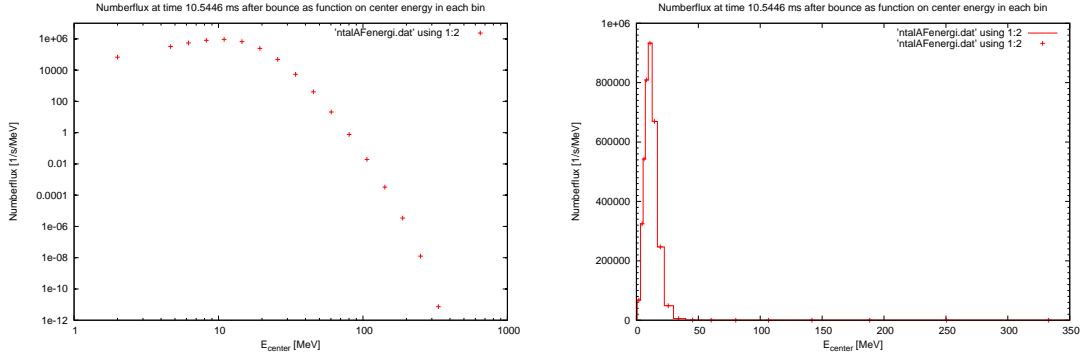 Numberflux at time 10.5446 ms after bounce as function on center energy in each bin
'ntalAFenergi.dat' using 1:2
1e+06
10000
100
1
0.01
0.0001
1e-06
1e-08
1e-10
1e-12
Numberflux [1/s/MeV]
1
10
100
1000
E_center [MeV]
Numberflux at time 10.5446 ms after bounce as function on center energy in each bin
'ntalAFenergi.dat' using 1:2
'ntalAFenergi.dat' using 1:2
1e+06
800000
600000
400000
200000
0
Numberflux [1/s/MeV]
0
50
100
150
200
250
300
350
E_center [MeV]